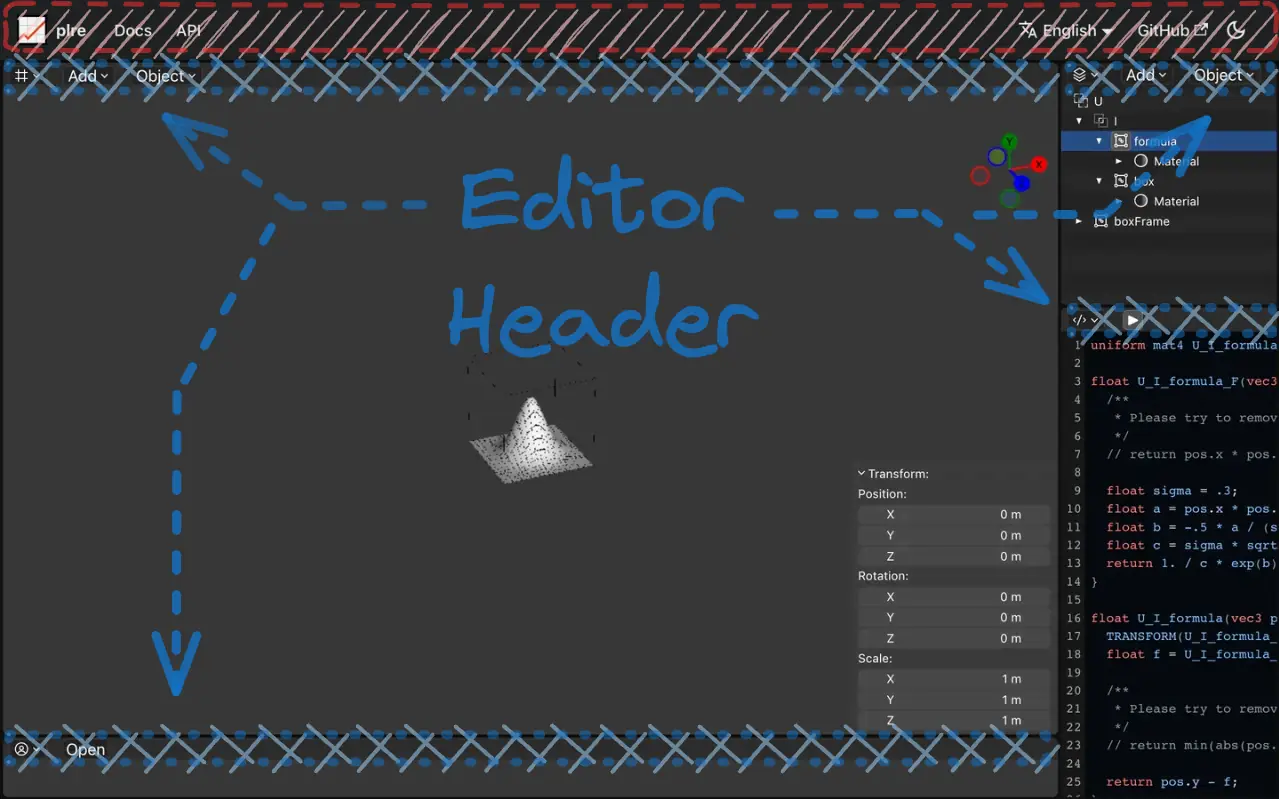 plre Docs API English GitHub
Add Object
Add Object
U
I
formula
Material
box
Material
boxFrame
Editor
Header
Y
X
</>
1 uniform mat4 U_I_formula
2
3 float U_I_formula_F(vec3
4 /**
5 * Please try to remov
6 */
7 // return pos.x * pos.
8
9 float sigma = .3;
10 float a = pos.x * pos.
11 float b = -.5 * a / (s
12 float c = sigma * sqrt
13 return 1. / c * exp(b)
14 }
15
16 float U_I_formula(vec3 p
17 TRANSFORM(U_I_formula_
18 float f = U_I_formula_
19
20 /**
21 * Please try to remov
22 */
23 // return min(abs(pos.
24
25 return pos.y - f;
Transform:
Position:
X 0 m
Y 0 m
Z 0 m
Rotation:
X 0 m
Y 0 m
Z 0 m
Scale:
X 1 m
Y 1 m
Z 1 m
Open